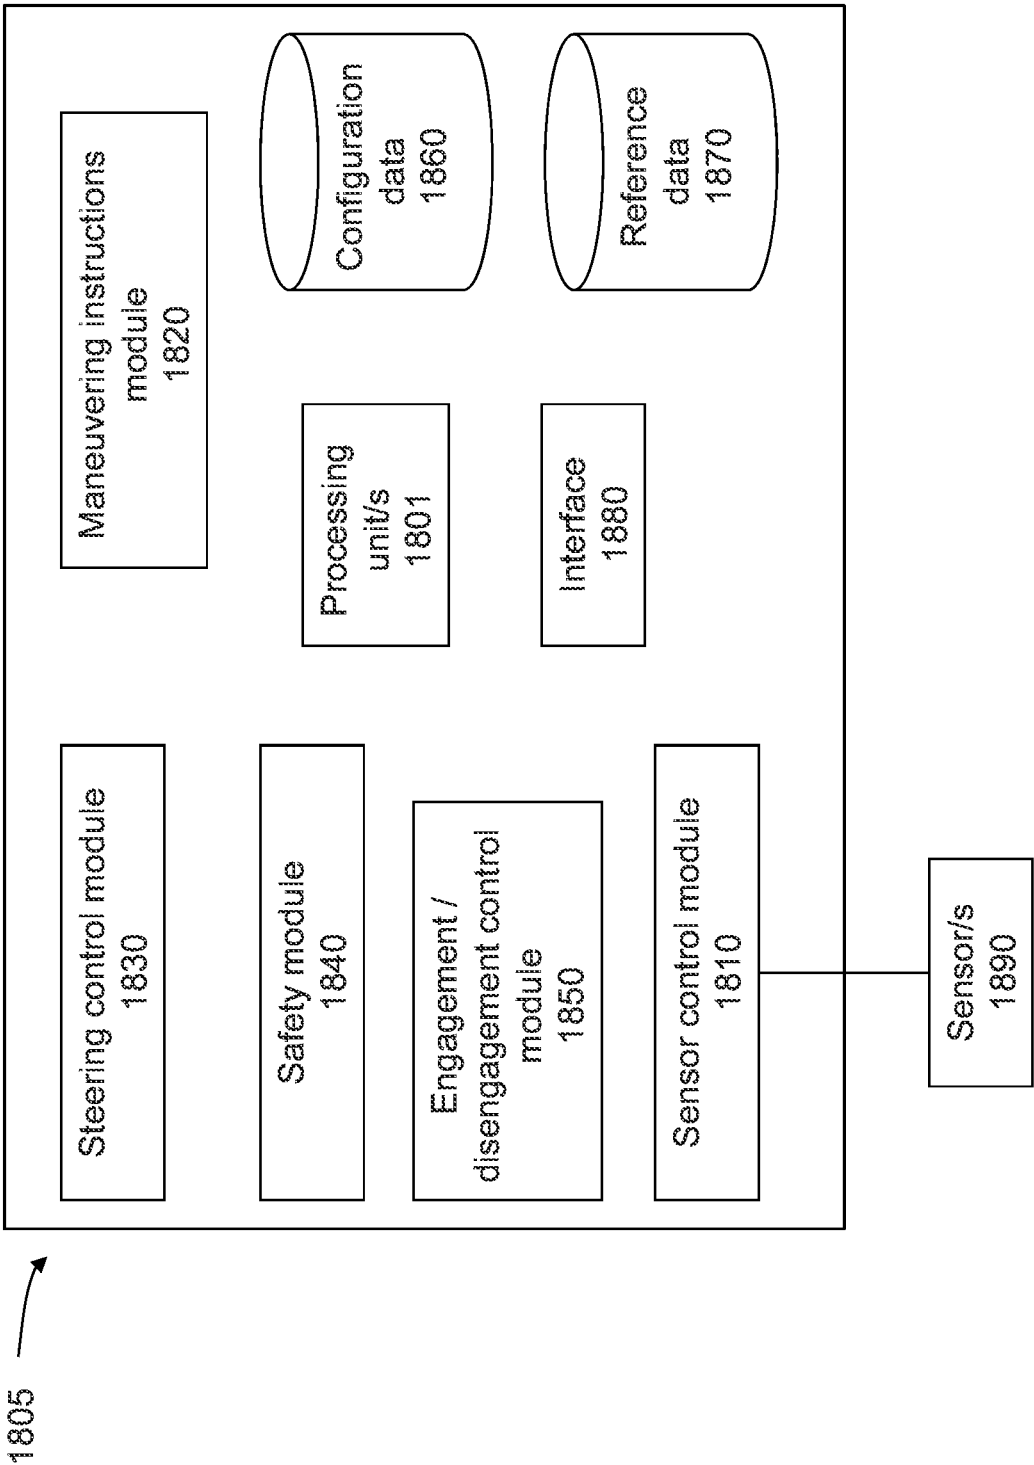 1805
Steering control module
1830
Maneuvering instructions
module
1820
Safety module
1840
Processing
unit/s
1801
Configuration
data
1860
Engagement /
disengagement control
module
1850
Interface
1880
Reference
data
1870
Sensor control module
1810
Sensor/s
1890